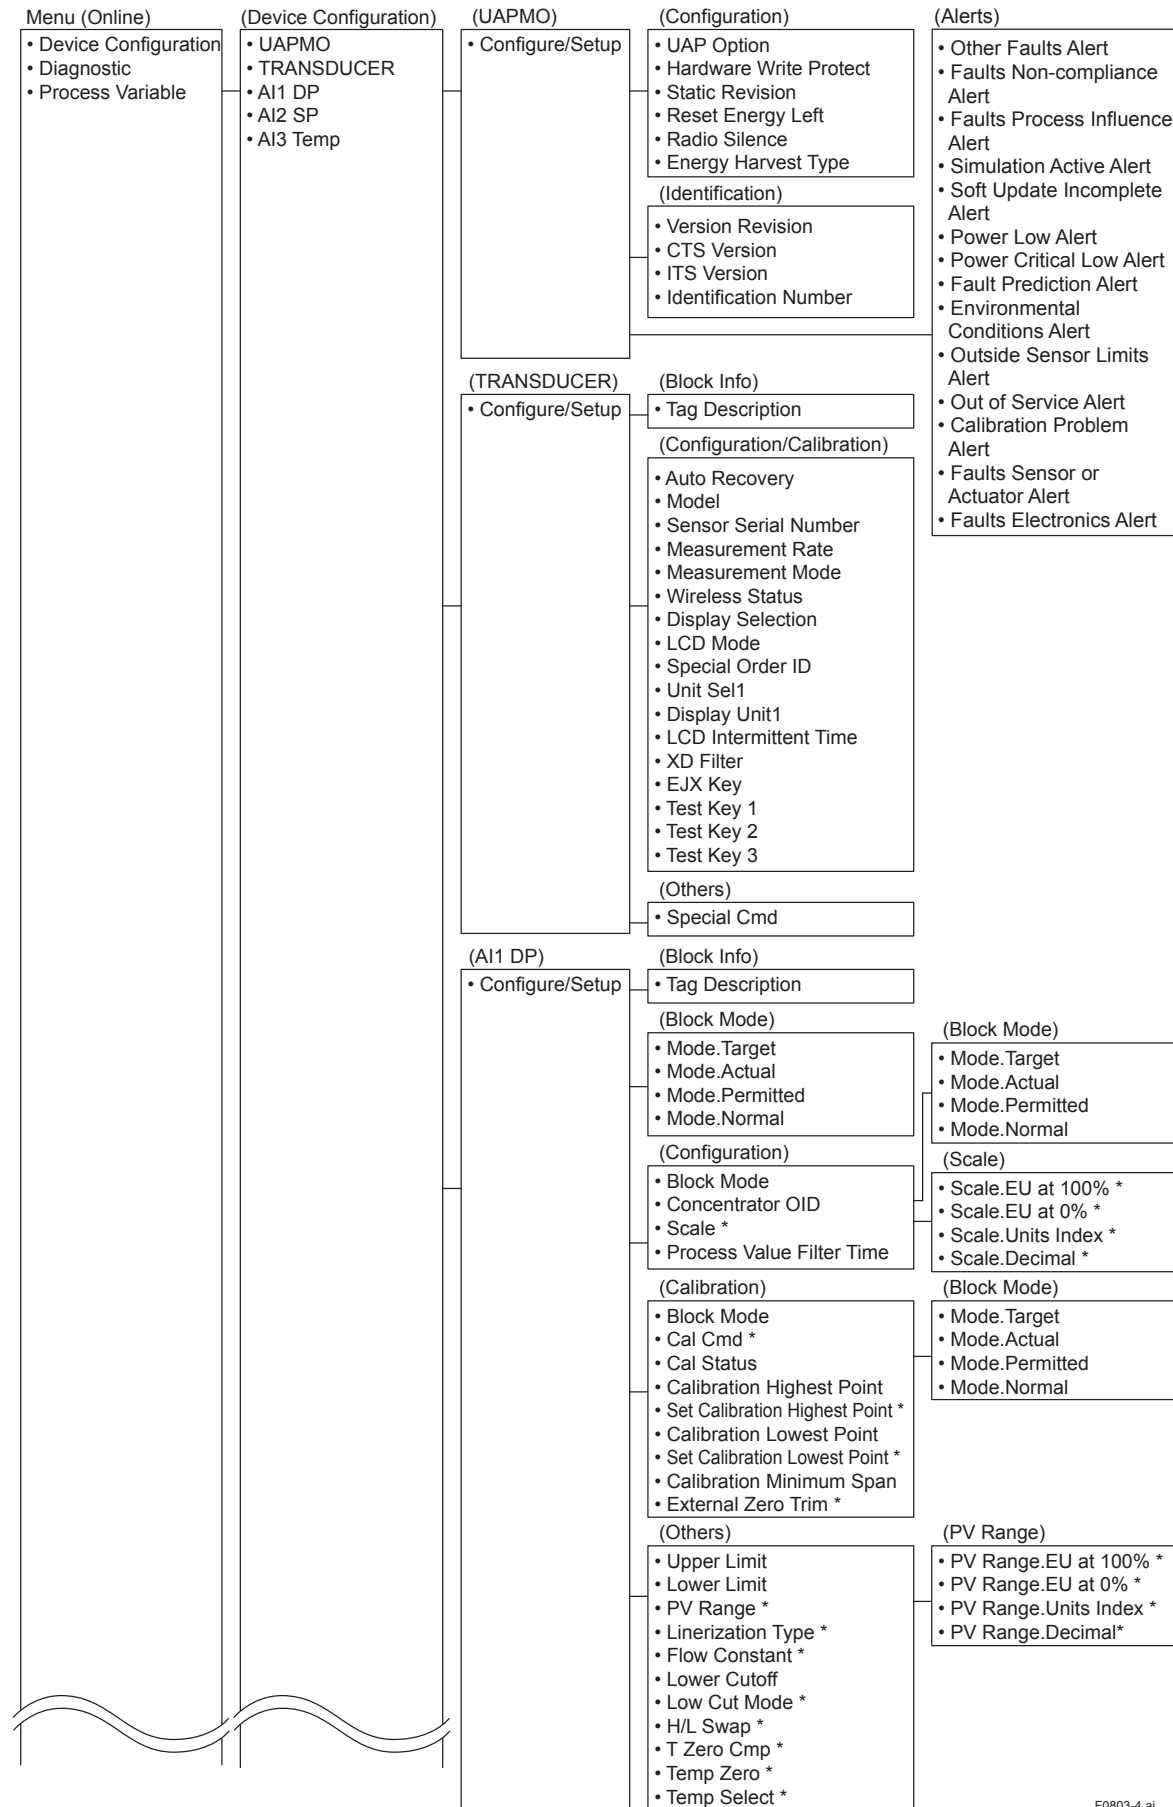 Menu (Online)
• Device Configuration
• Diagnostic
• Process Variable
(Device Configuration)
• UAPMO
• TRANSDUCER
• AI1 DP
• AI2 SP
• AI3 Temp
(UAPMO)
• Configure/Setup
(Configuration)
• UAP Option
• Hardware Write Protect
• Static Revision
• Reset Energy Left
• Radio Silence
• Energy Harvest Type
(Identification)
• Version Revision
• CTS Version
• ITS Version
• Identification Number
(Alerts)
• Other Faults Alert
• Faults Non-compliance
Alert
• Faults Process Influence
Alert
• Simulation Active Alert
• Soft Update Incomplete
Alert
• Power Low Alert
• Power Critical Low Alert
• Fault Prediction Alert
• Environmental
Conditions Alert
• Outside Sensor Limits
Alert
• Out of Service Alert
• Calibration Problem
Alert
• Faults Sensor or
Actuator Alert
• Faults Electronics Alert
(TRANSDUCER)
• Configure/Setup
(Block Info)
• Tag Description
(Configuration/Calibration)
• Auto Recovery
• Model
• Sensor Serial Number
• Measurement Rate
• Measurement Mode
• Wireless Status
• Display Selection
• LCD Mode
• Special Order ID
• Unit Sel1
• Display Unit1
• LCD Intermittent Time
• XD Filter
• EJX Key
• Test Key 1
• Test Key 2
• Test Key 3
(Others)
• Special Cmd
(AI1 DP)
• Configure/Setup
(Block Info)
• Tag Description
(Block Mode)
• Mode.Target
• Mode.Actual
• Mode.Permitted
• Mode.Normal
(Configuration)
• Block Mode
• Concentrator OID
• Scale *
• Process Value Filter Time
(Block Mode)
• Mode.Target
• Mode.Actual
• Mode.Permitted
• Mode.Normal
(Scale)
• Scale.EU at 100% *
• Scale.EU at 0% *
• Scale.Units Index *
• Scale.Decimal *
(Calibration)
• Block Mode
• Cal Cmd *
• Cal Status
• Calibration Highest Point
• Set Calibration Highest Point *
• Calibration Lowest Point
• Set Calibration Lowest Point *
• Calibration Minimum Span
• External Zero Trim *
(Block Mode)
• Mode.Target
• Mode.Actual
• Mode.Permitted
• Mode.Normal
(Others)
• Upper Limit
• Lower Limit
• PV Range *
• Linerization Type *
• Flow Constant *
• Lower Cutoff
• Low Cut Mode *
• H/L Swap *
• T Zero Cmp *
• Temp Zero *
• Temp Select *
(PV Range)
• PV Range.EU at 100% *
• PV Range.EU at 0% *
• PV Range.Units Index *
• PV Range.Decimal*
F0803-4.ai